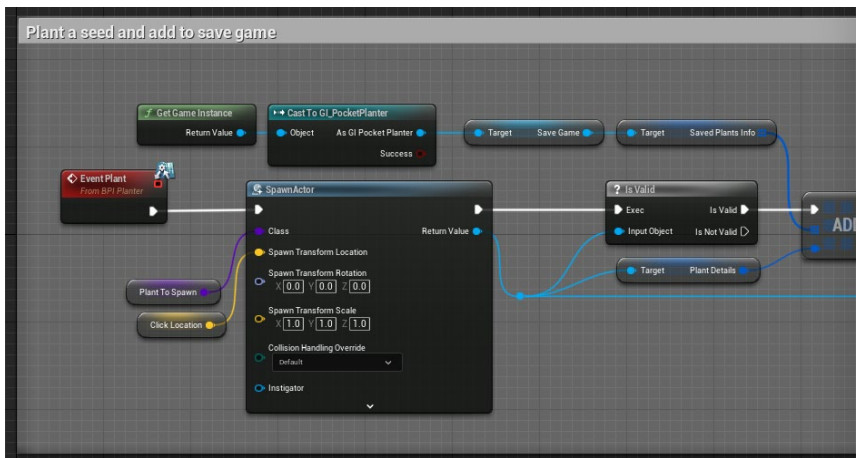 Plant a seed and add to save game
f Get Game Instance
Return Value
Cast To GI_PocketPlanter
Object
As GI Pocket Planter
Success
Target
Save Game
Target
Saved Plants Info
Event Plant
From BPI Planter
SpawnActor
Class
Return Value
Spawn Transform Location
Spawn Transform Rotation
X 0.0 Y 0.0 Z 0.0
Spawn Transform Scale
X 1.0 Y 1.0 Z 1.0
Collision Handling Override
Default
Instigator
Plant To Spawn
Click Location
? Is Valid
Exec
Is Valid
Input Object
Is Not Valid
Target
Plant Details
ADD